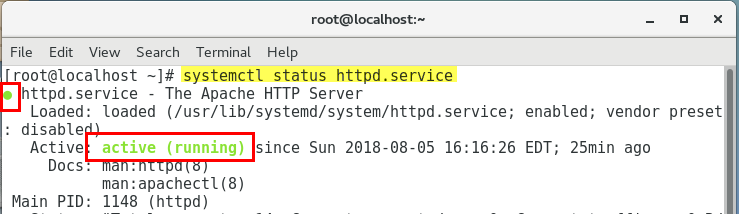 root@localhost:~
File Edit View Search Terminal Help
[root@localhost ~]# systemctl status httpd.service
● httpd.service - The Apache HTTP Server
Loaded: loaded (/usr/lib/systemd/system/httpd.service; enabled; vendor preset
: disabled)
Active: active (running) since Sun 2018-08-05 16:16:26 EDT; 25min ago
Docs: man:httpd(8)
man:apachectl(8)
Main PID: 1148 (httpd)